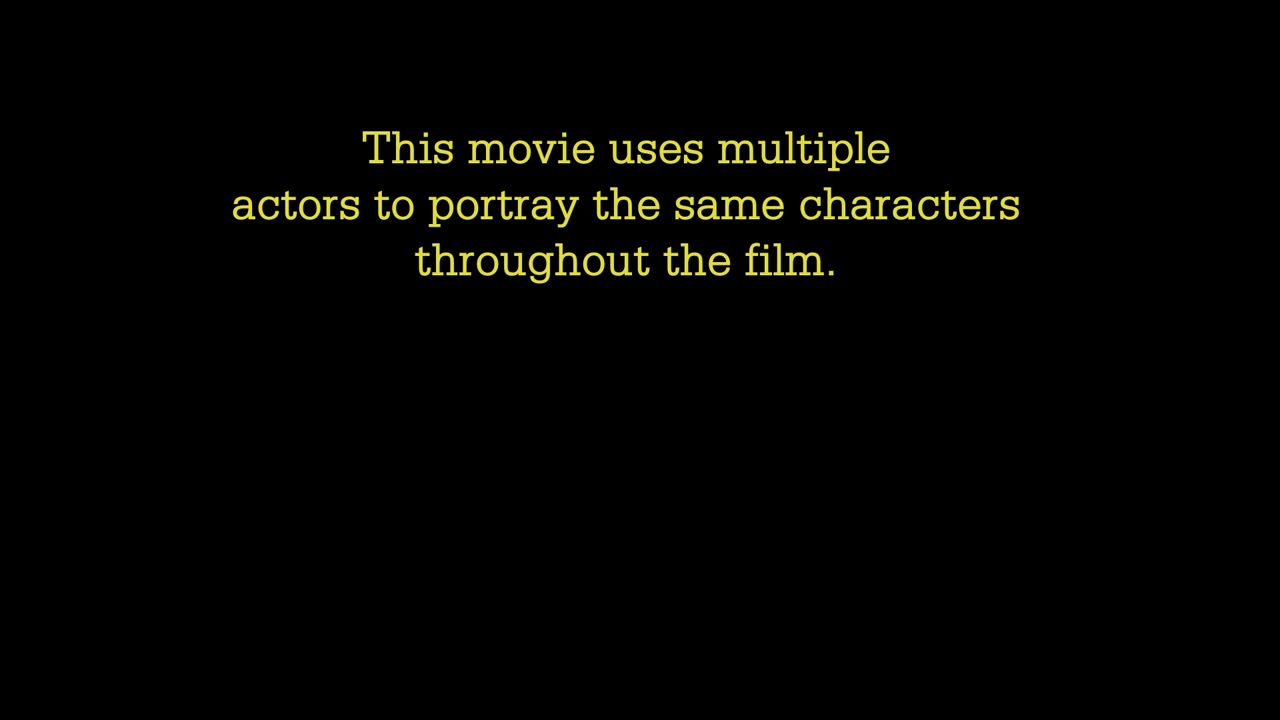 This movie uses multiple
actors to portray the same characters
throughout the film.